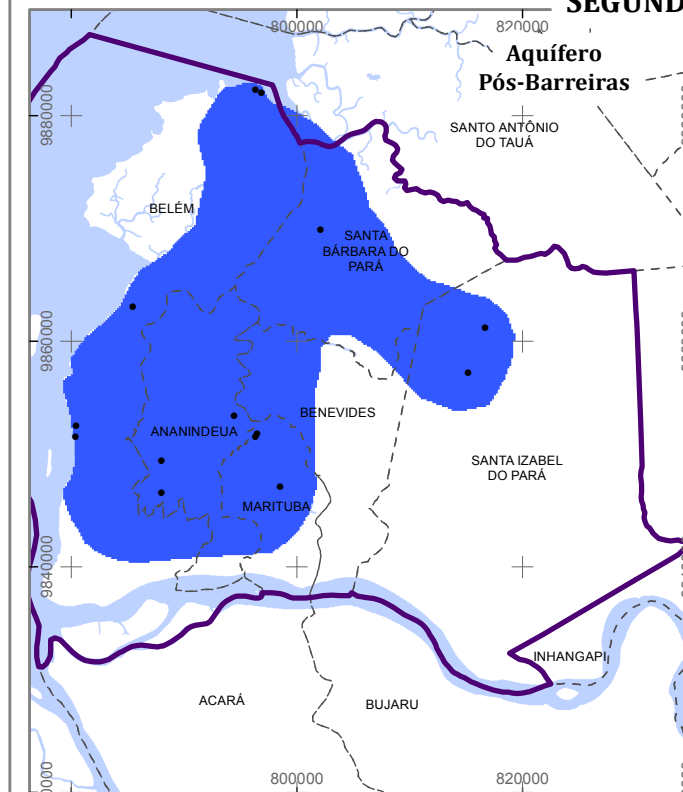 SEGUND
800000
820000
Aquífero
Pós-Barreiras
9880000
SANTO ANTÔNIO
DO TAUÁ
BELÉM
SANTA
BÁRBARA DO
PARÁ
9860000
BENEVIDES
ANANINDEUA
SANTA IZABEL
DO PARÁ
MARITUBA
9840000
INHANGAPI
ACARÁ
BUJARU
800000
820000